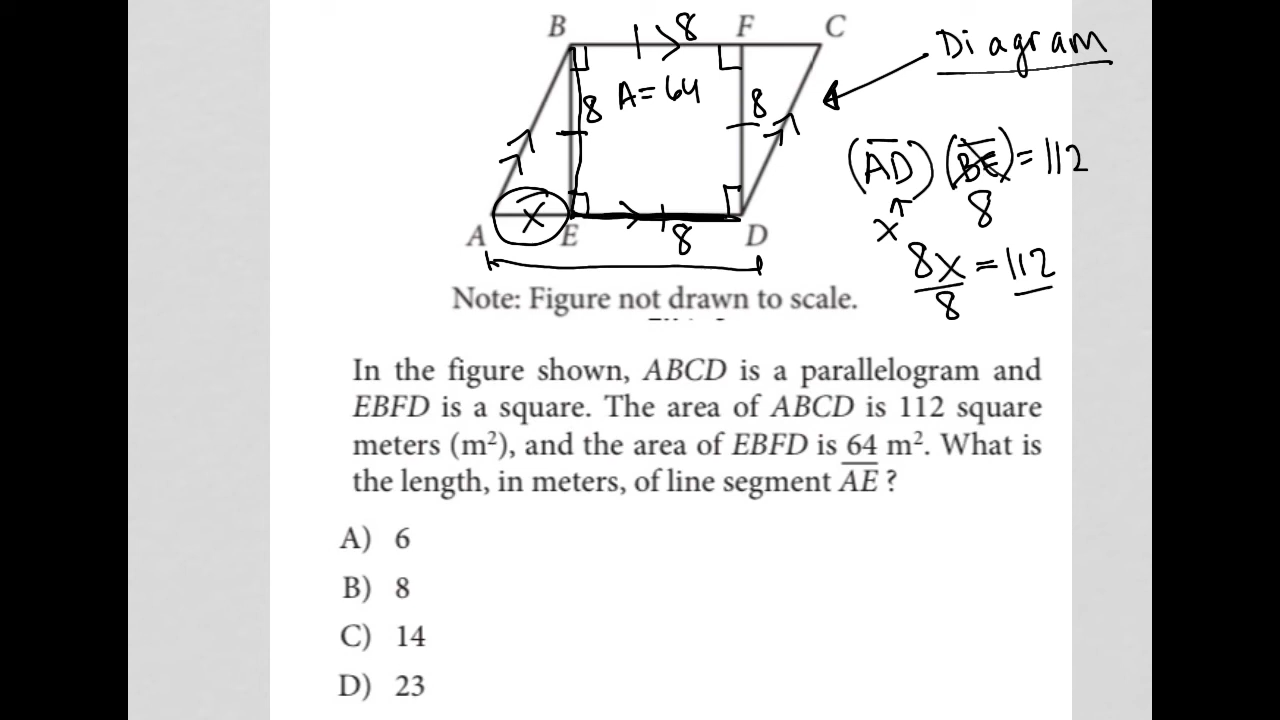 B 8 F C Diagram
8 A=64 8
(AD) (BE) = 112
x 8
x
A E 8 D
8x = 112
8
Note: Figure not drawn to scale.
In the figure shown, ABCD is a parallelogram and
EBFD is a square. The area of ABCD is 112 square
meters (m²), and the area of EBFD is 64 m². What is
the length, in meters, of line segment AE ?
A) 6
B) 8
C) 14
D) 23